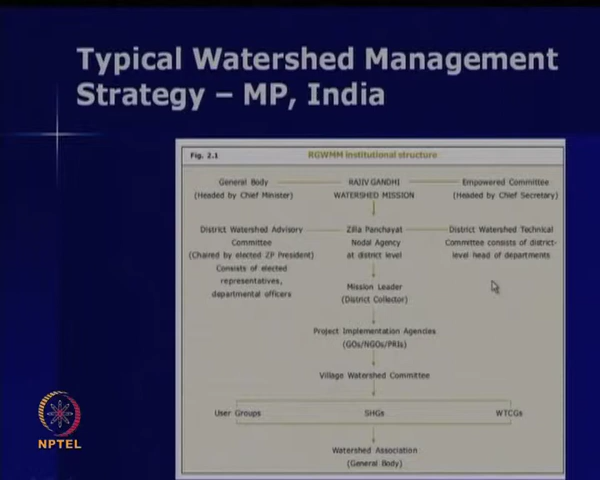 Typical Watershed Management
Strategy – MP, India
Fig. 2.1 RGWMM institutional structure
General Body RAJIV GANDHI Empowered Committee
(Headed by Chief Minister) WATERSHED MISSION (Headed by Chief Secretary)
District Watershed Advisory Zilla Panchayat District Watershed Technical
Committee Nodal Agency Committee consists of district-
(Chaired by elected ZP President) at district level level head of departments
Consists of elected
representatives,
departmental officers
Mission Leader
(District Collector)
Project Implementation Agencies
(GOs/NGOs/PRIs)
Village Watershed Committee
User Groups SHGs WTCGs
Watershed Association
(General Body)
NPTEL